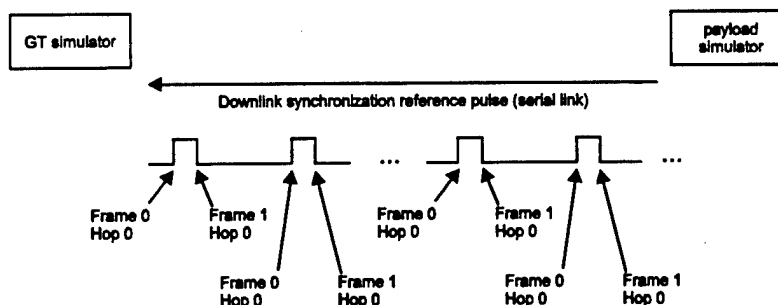 GT simulator
payload
simulator
Downlink synchronization reference pulse (serial link)
... ...
Frame 0
Hop 0
Frame 1
Hop 0
Frame 0
Hop 0
Frame 1
Hop 0
Frame 0
Hop 0
Frame 1
Hop 0
Frame 0
Hop 0
Frame 1
Hop 0